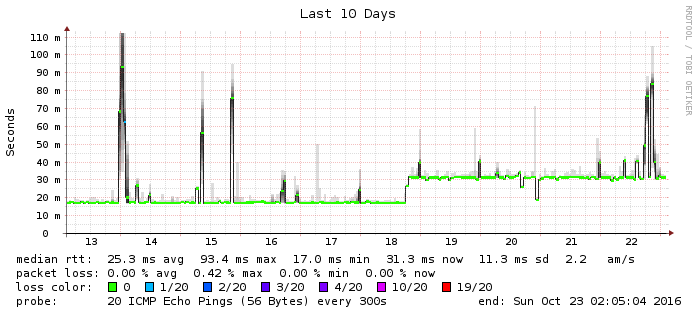 Last 10 Days
RRDTOOL / TOBI OETIKER
Seconds
110 m
100 m
90 m
80 m
70 m
60 m
50 m
40 m
30 m
20 m
10 m
0
13 14 15 16 17 18 19 20 21 22
median rtt: 25.3 ms avg 93.4 ms max 17.0 ms min 31.3 ms now 11.3 ms sd 2.2 am/s
packet loss: 0.00 % avg 0.42 % max 0.00 % min 0.00 % now
loss color: 0 1/20 2/20 3/20 4/20 10/20 19/20
probe: 20 ICMP Echo Pings (56 Bytes) every 300s end: Sun Oct 23 02:05:04 2016